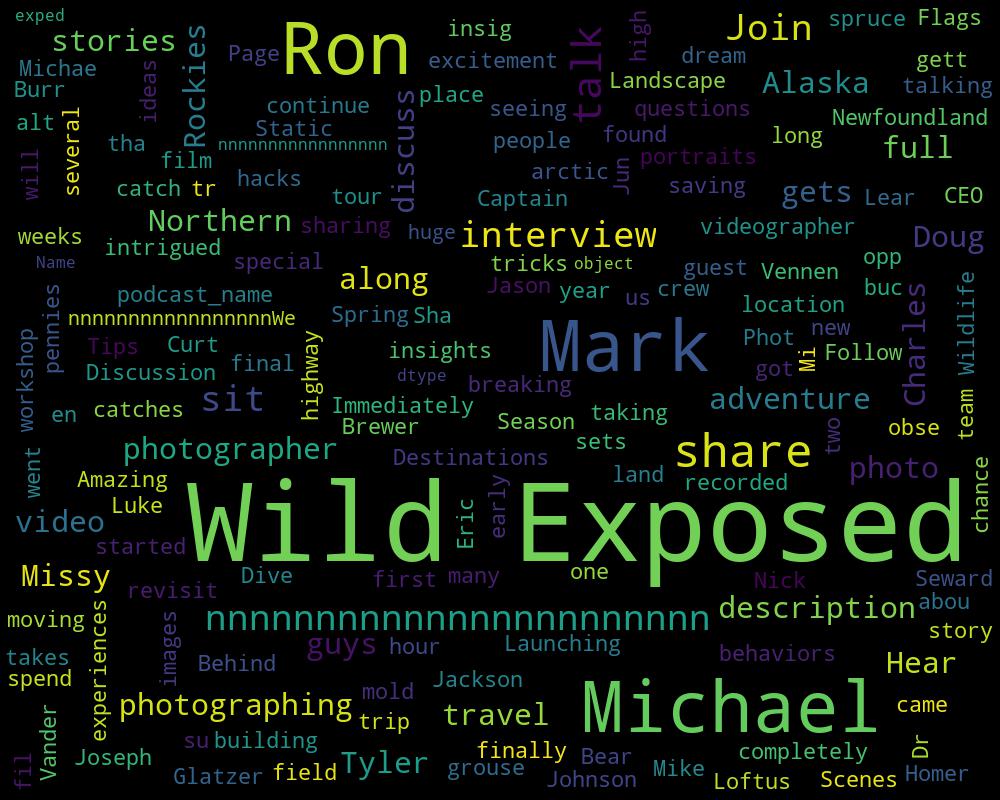 exped
stories
Michae
Burr
alt
several
will
tha
ideas
Rockies
Page
Ron
continue
Static
nnnnnnnnnnnnnnnnn
film
catch
tr
hacks
tour
discuss
insig
excitement
place
seeing
people
arctic
Captain
talk
high
Landscape
questions
found
portraits
Jun
saving
dream
Join
spruce
Flags
gett
Alaska
talking
Newfoundland
long
full
gets
Lear
CEO
weeks
Name
intrigued
Northern
sharing
special
huge
interview
along
tricks
object
Jason
year
us
crew
guest
videographer
Vennen
location
Doug
opp
buc
Charles
Wildlife
podcast_name
nnnnnnnnnnnnnnnnnWe
pennies
workshop
Tips
Curt
Discussion
final
highway
Spring
Sha
insights
dtype
breaking
Mark
Phot
new
got
Mi
Follow
en
catches
sit
Immediately
Brewer
Season
taking
sets
adventure
two
obse
team
photographer
Destinations
share
land
recorded
photo
chance
went
Amazing
Luke
video
started
Wild Exposed
Eric
early
Missy
revisit
Dive
first
many
one
Nick
Seward
abou
moving
experiences
images
nnnnnnnnnnnnnnnnnnnnnnn
description
story
takes
spend
Behind
guys
hour
Launching
behaviors
Hear
Jackson
Michael
came
photographing
mold
trip
travel
Vander
fil
Joseph
su
building
Glatzer
field
Tyler
grouse
finally
Bear
Johnson
Mike
completely
Loftus
Scenes
Dr
Homer